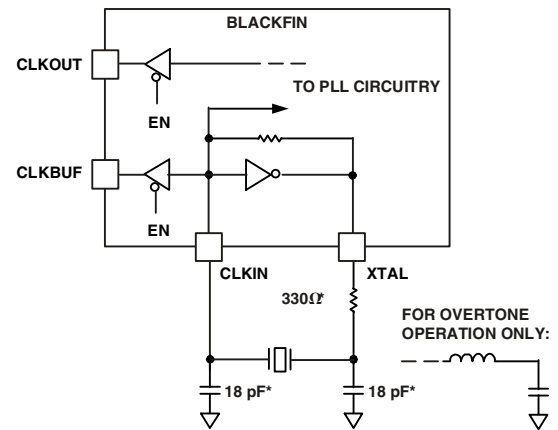 BLACKFIN
CLKOUT
TO PLL CIRCUITRY
EN
CLKBUF
EN
CLKIN
XTAL
330Ω*
FOR OVERTONE
OPERATION ONLY:
18 pF*
18 pF*